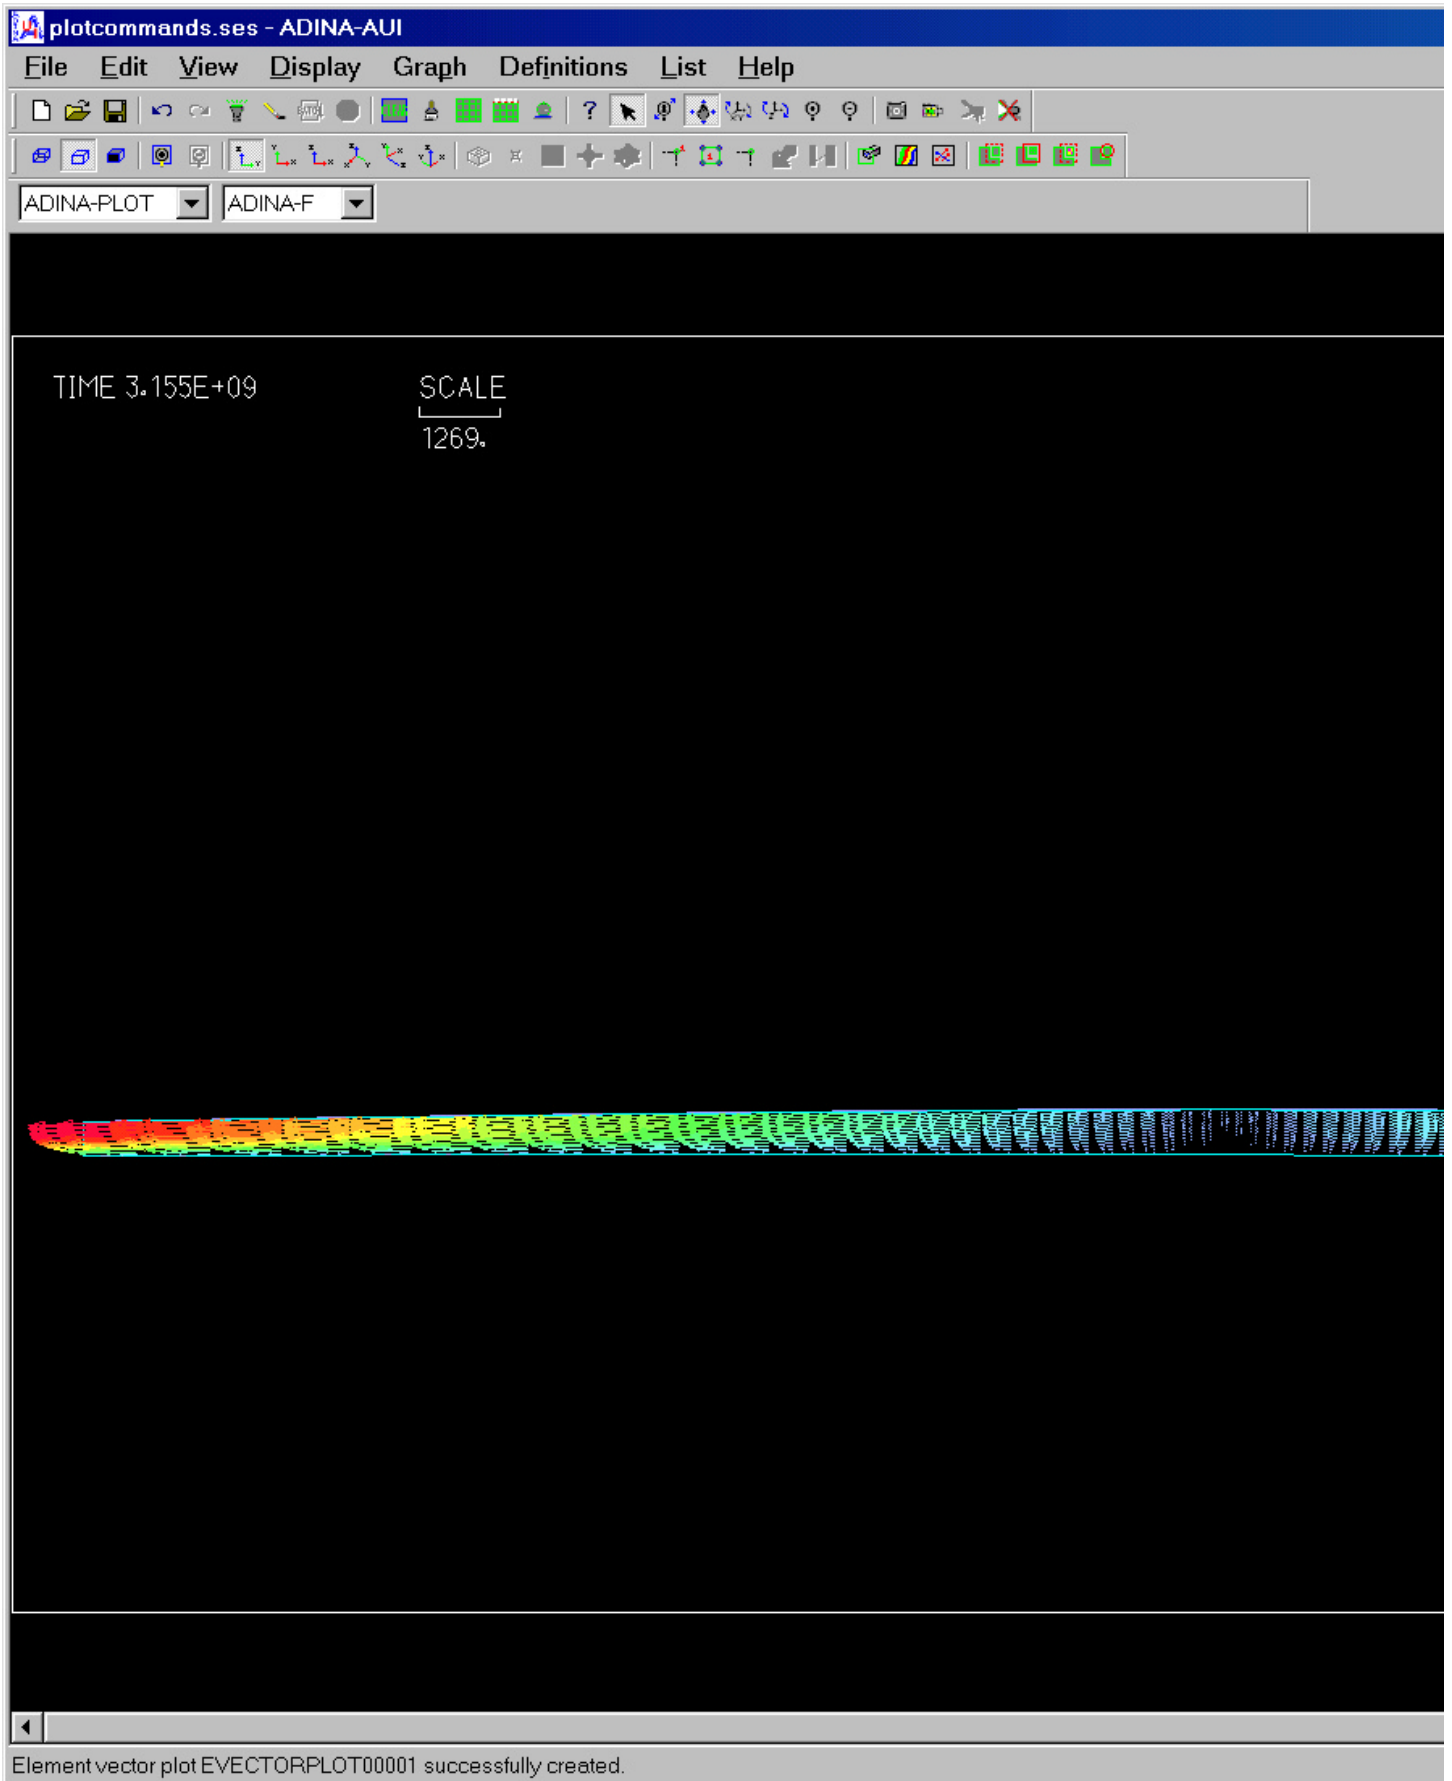 plotcommands.ses - ADINA-AUI
File Edit View Display Graph Definitions List Help
ADINA-PLOT ADINA-F
TIME 3.155E+09 SCALE
1269.
Element vector plot EVECTORPLOT00001 successfully created.